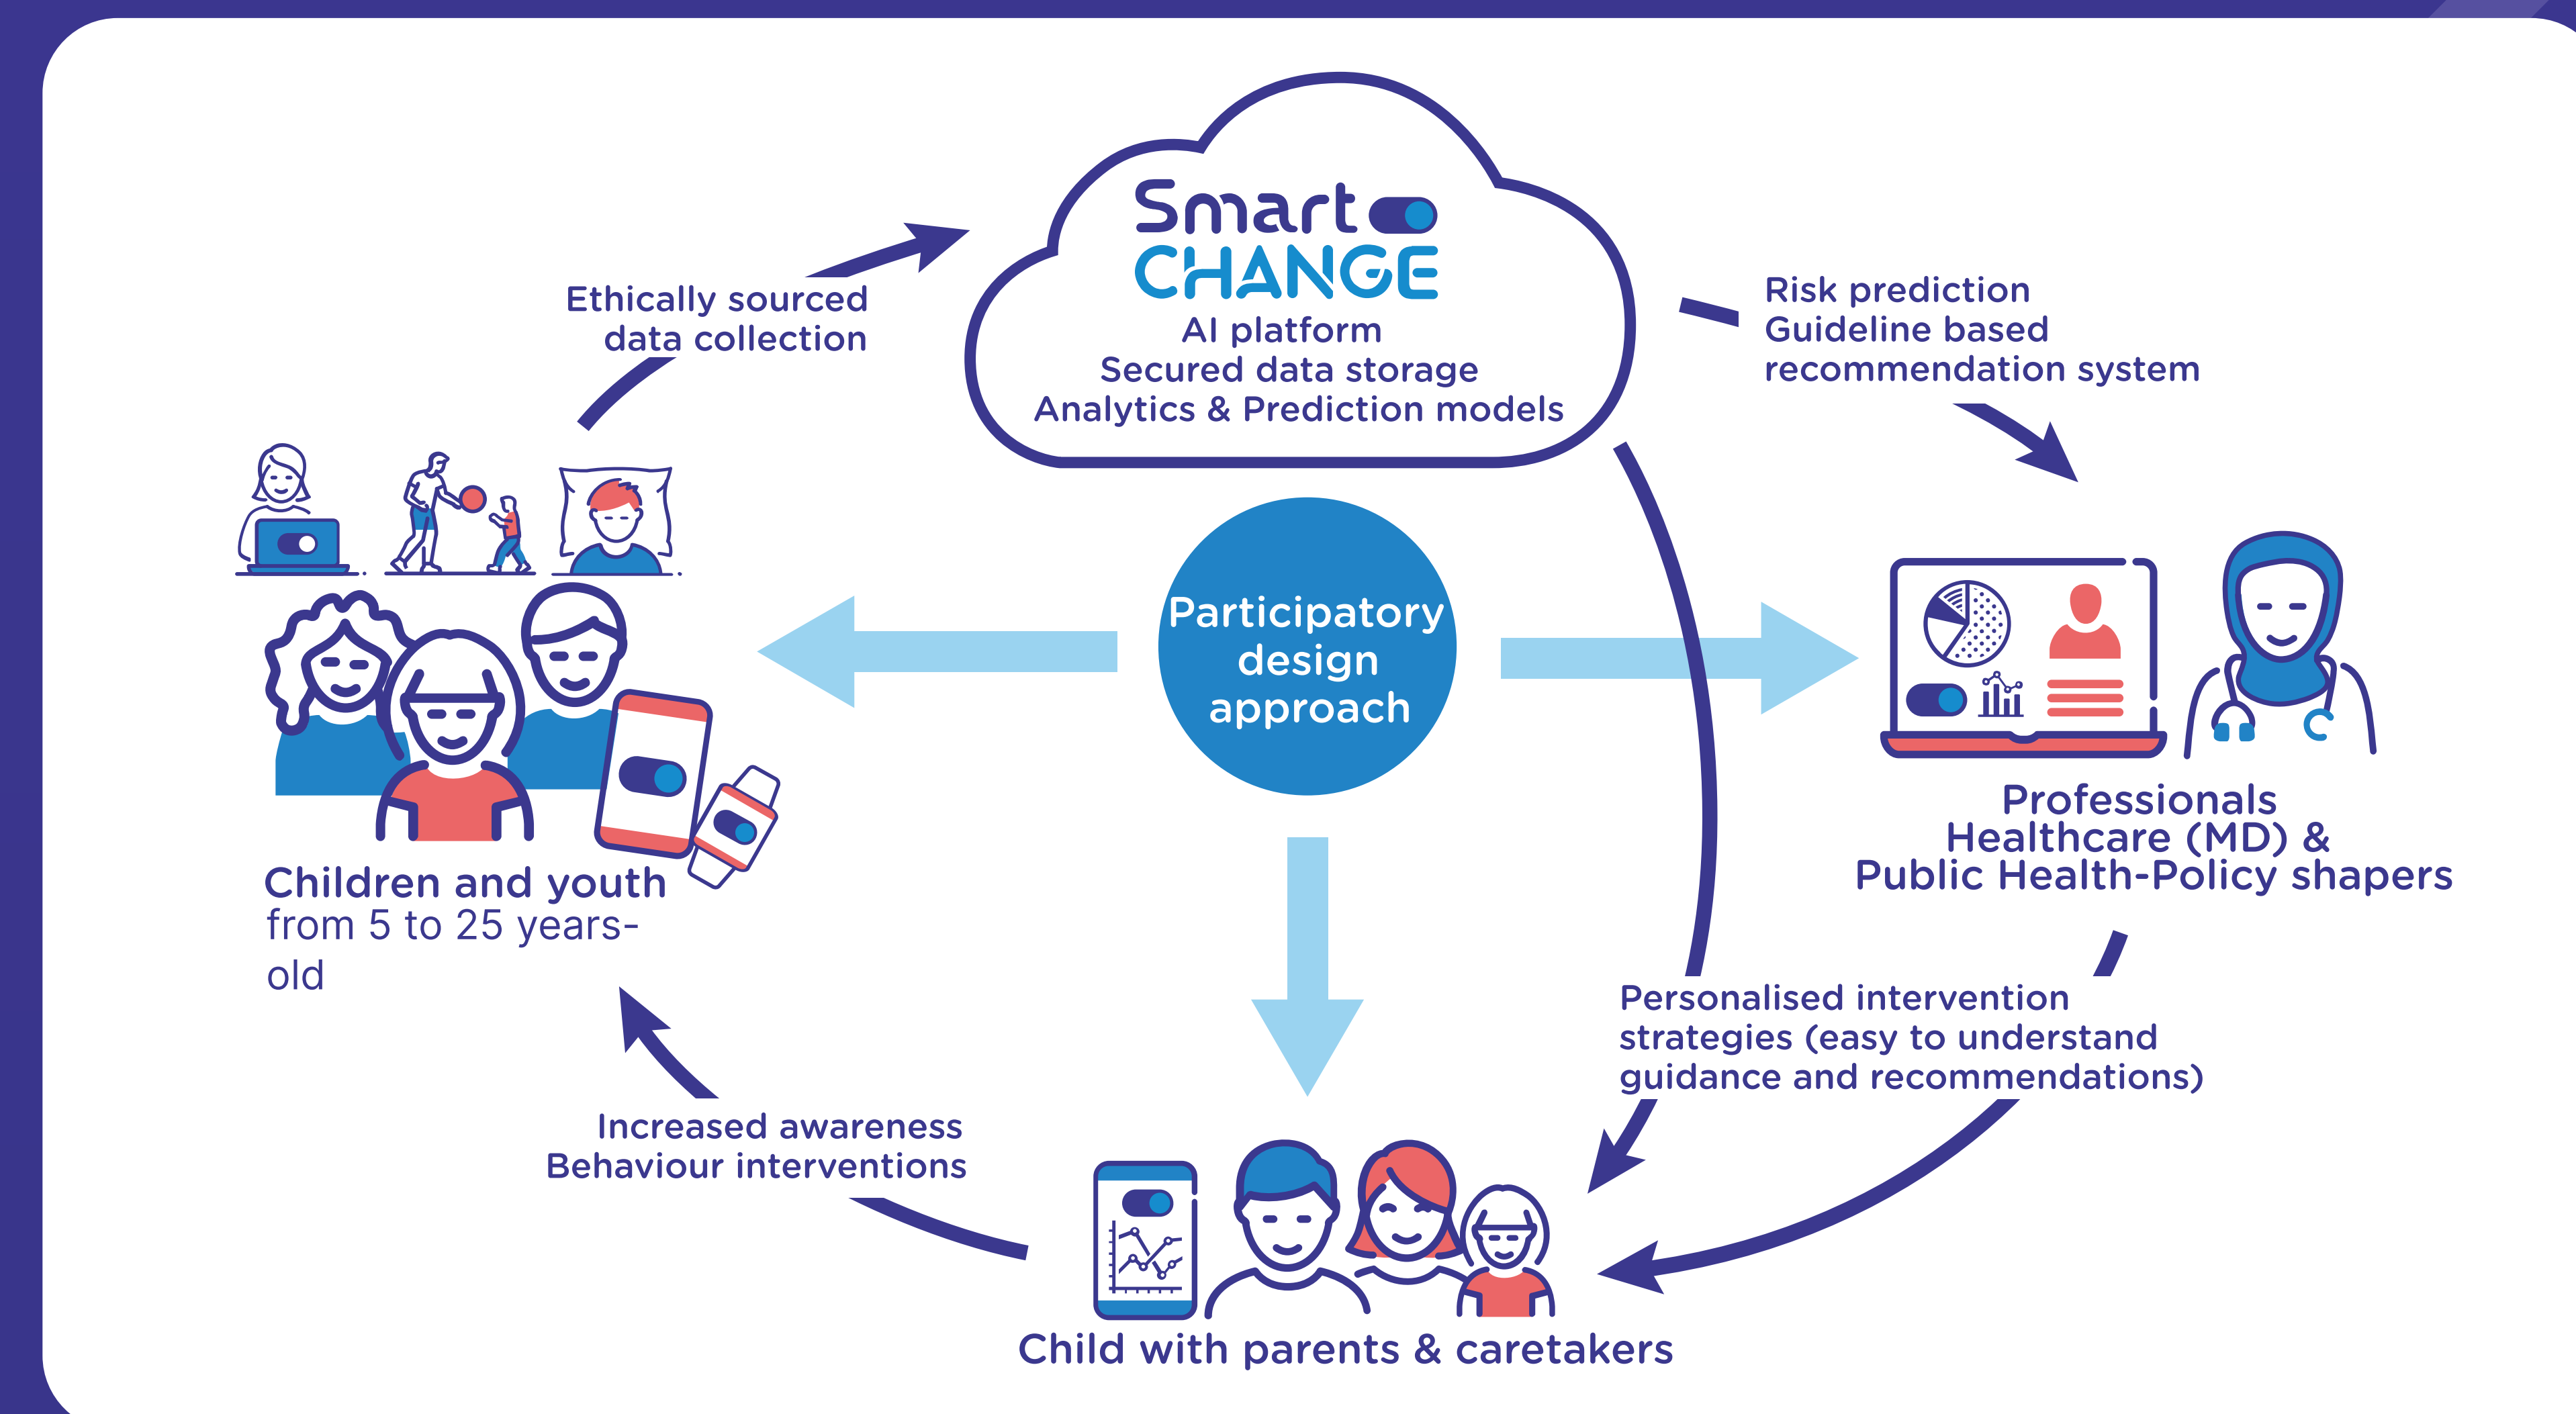 Smart
CHANGE
AI platform
Secured data storage
Analytics & Prediction models
Ethically sourced
data collection
Risk prediction
Guideline based
recommendation system
Participatory
design
approach
Children and youth
from 5 to 25 years-
old
Professionals
Healthcare (MD) &
Public Health-Policy shapers
Personalised intervention
strategies (easy to understand
guidance and recommendations)
Increased awareness
Behaviour interventions
Child with parents & caretakers